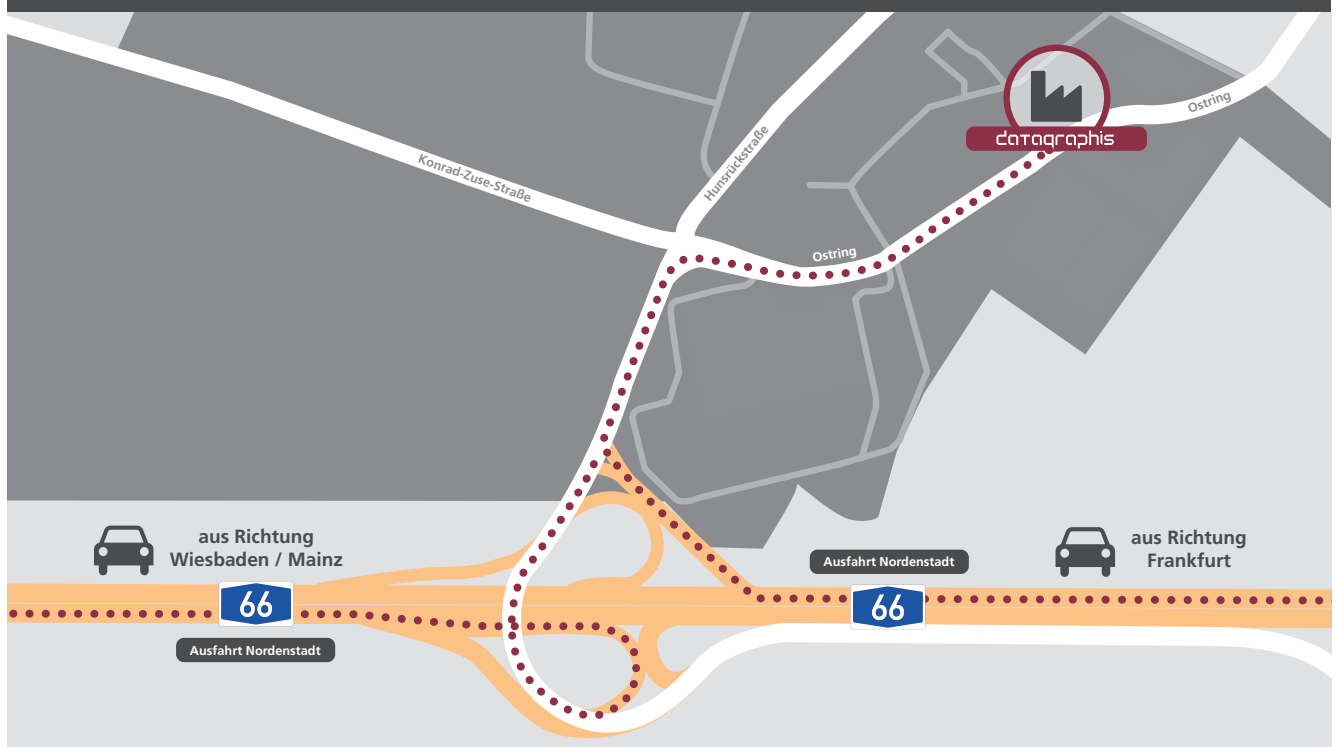 Ostring
datagraphis
Hunsrückstraße
Konrad-Zuse-Straße
Ostring
aus Richtung
Wiesbaden / Mainz
66
Ausfahrt Nordenstadt
Ausfahrt Nordenstadt
66
aus Richtung
Frankfurt